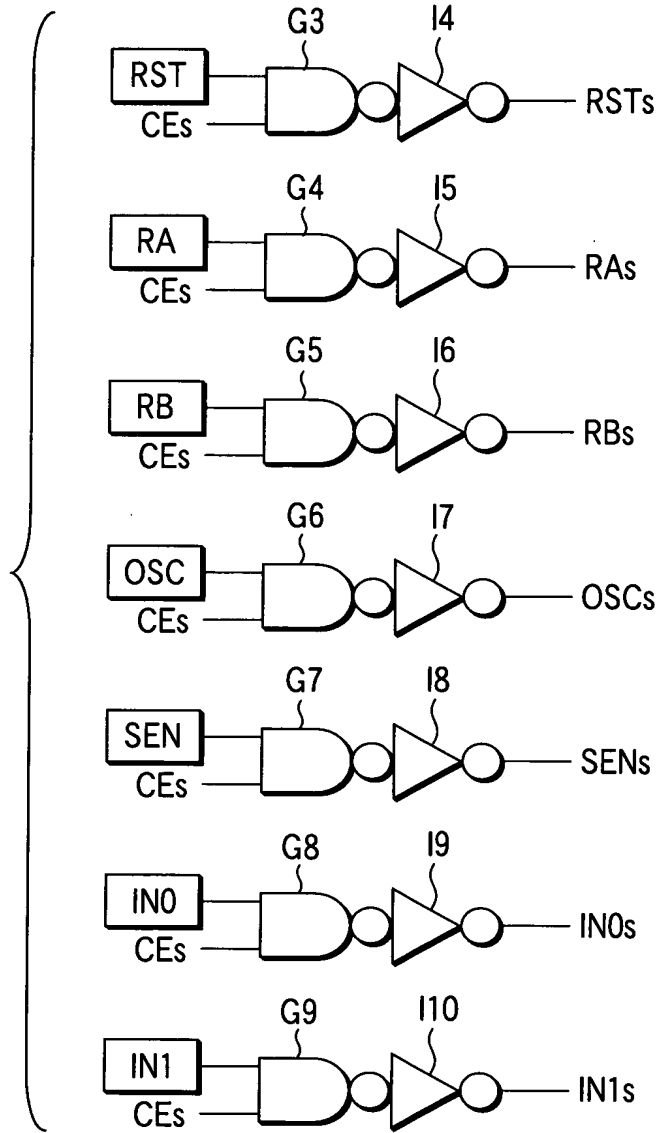 G3 I4
RST
CEs
RSTs
G4 I5
RA
CEs
RAs
G5 I6
RB
CEs
RBs
G6 I7
OSC
CEs
OSCs
G7 I8
SEN
CEs
SENs
G8 I9
IN0
CEs
IN0s
G9 I10
IN1
CEs
IN1s